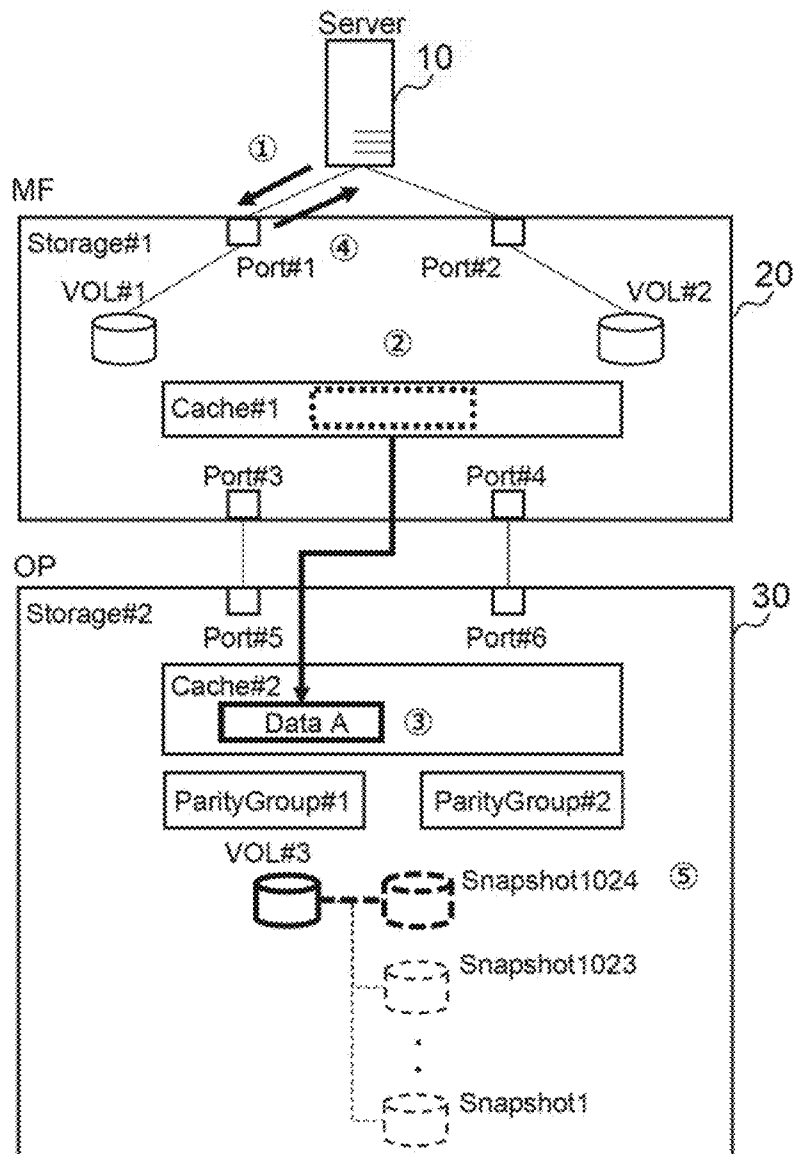 Server
10
①
MF
Storage#1
④
Port#1
Port#2
VOL#1
VOL#2
20
②
Cache#1
Port#3
Port#4
OP
Storage#2
30
Port#5
Port#6
Cache#2
Data A
③
ParityGroup#1
ParityGroup#2
VOL#3
Snapshot1024
⑤
Snapshot1023
Snapshot1